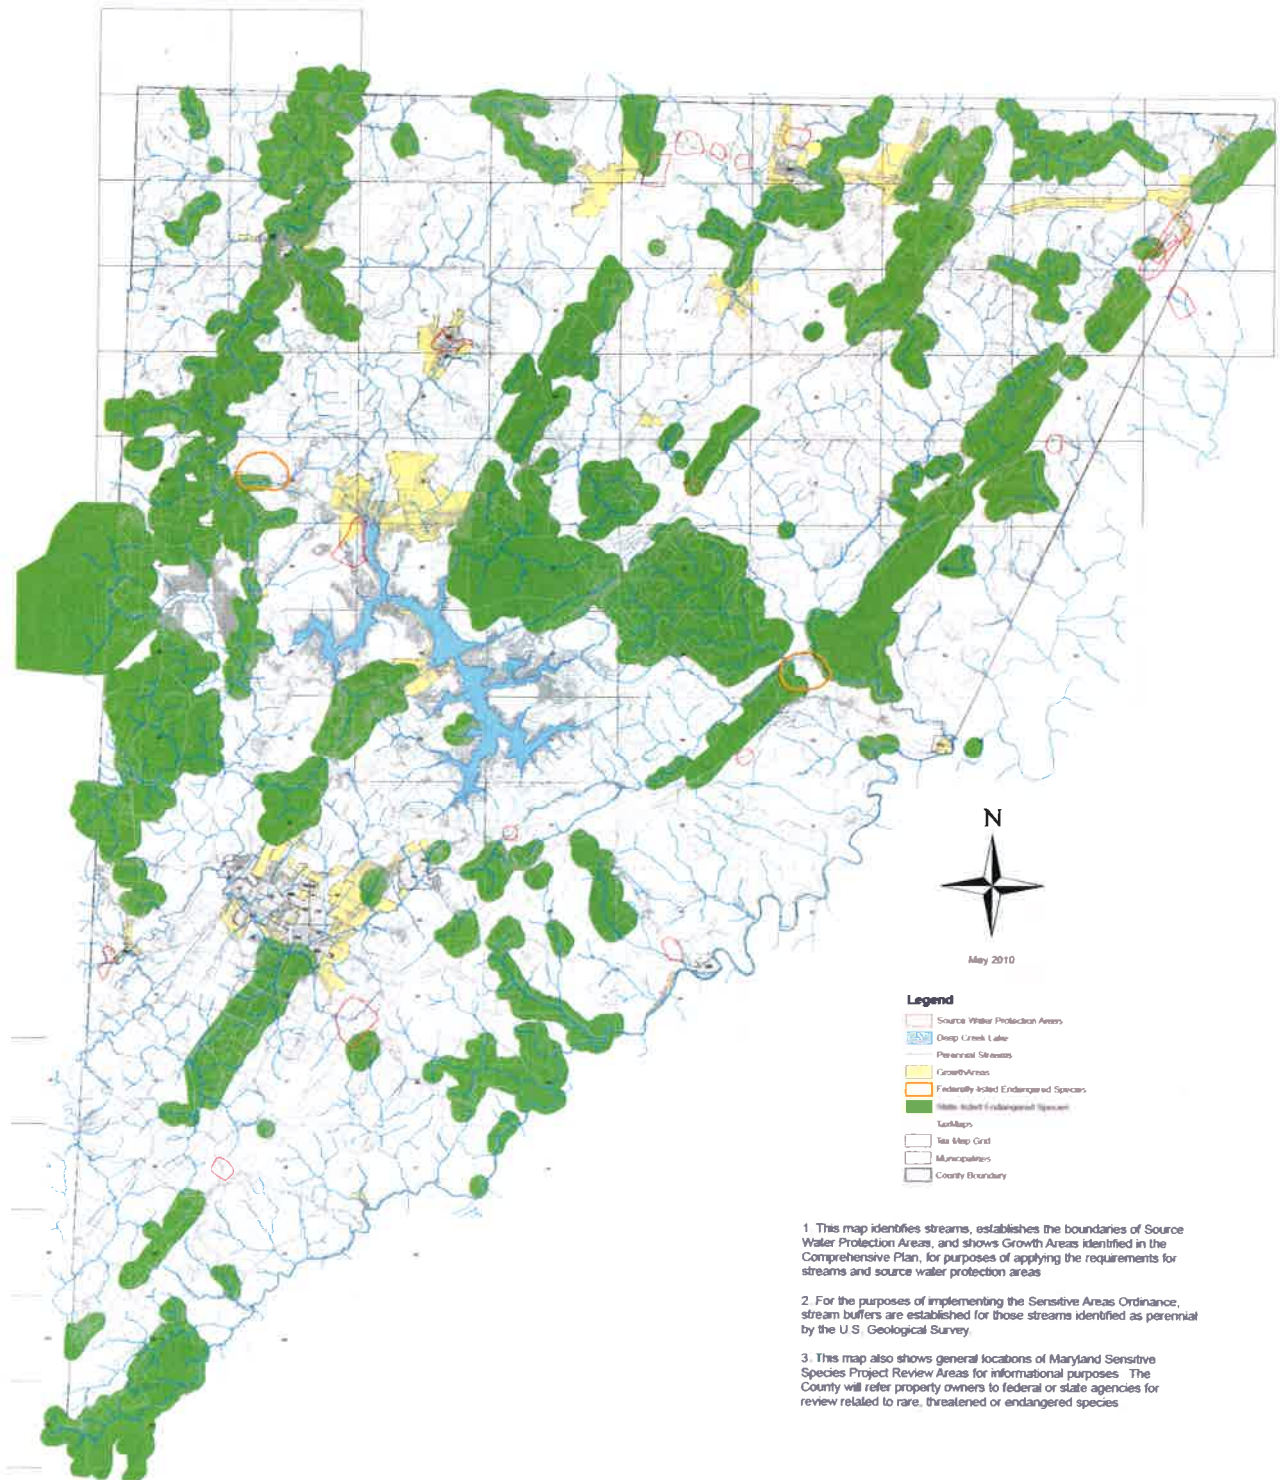 N
May 2010
Legend
Source Water Protection Areas
Deep Creek Lake
Perennial Streams
GrowthAreas
Federally-listed Endangered Species
State-listed Endangered Species
TaxMaps
Tax Map Grid
Municipalities
County Boundary
1 This map identifies streams, establishes the boundaries of Source
Water Protection Areas, and shows Growth Areas identified in the
Comprehensive Plan, for purposes of applying the requirements for
streams and source water protection areas
2. For the purposes of implementing the Sensitive Areas Ordinance,
stream buffers are established for those streams identified as perennial
by the U.S. Geological Survey.
3. This map also shows general locations of Maryland Sensitive
Species Project Review Areas for informational purposes The
County will refer property owners to federal or state agencies for
review related to rare, threatened or endangered species